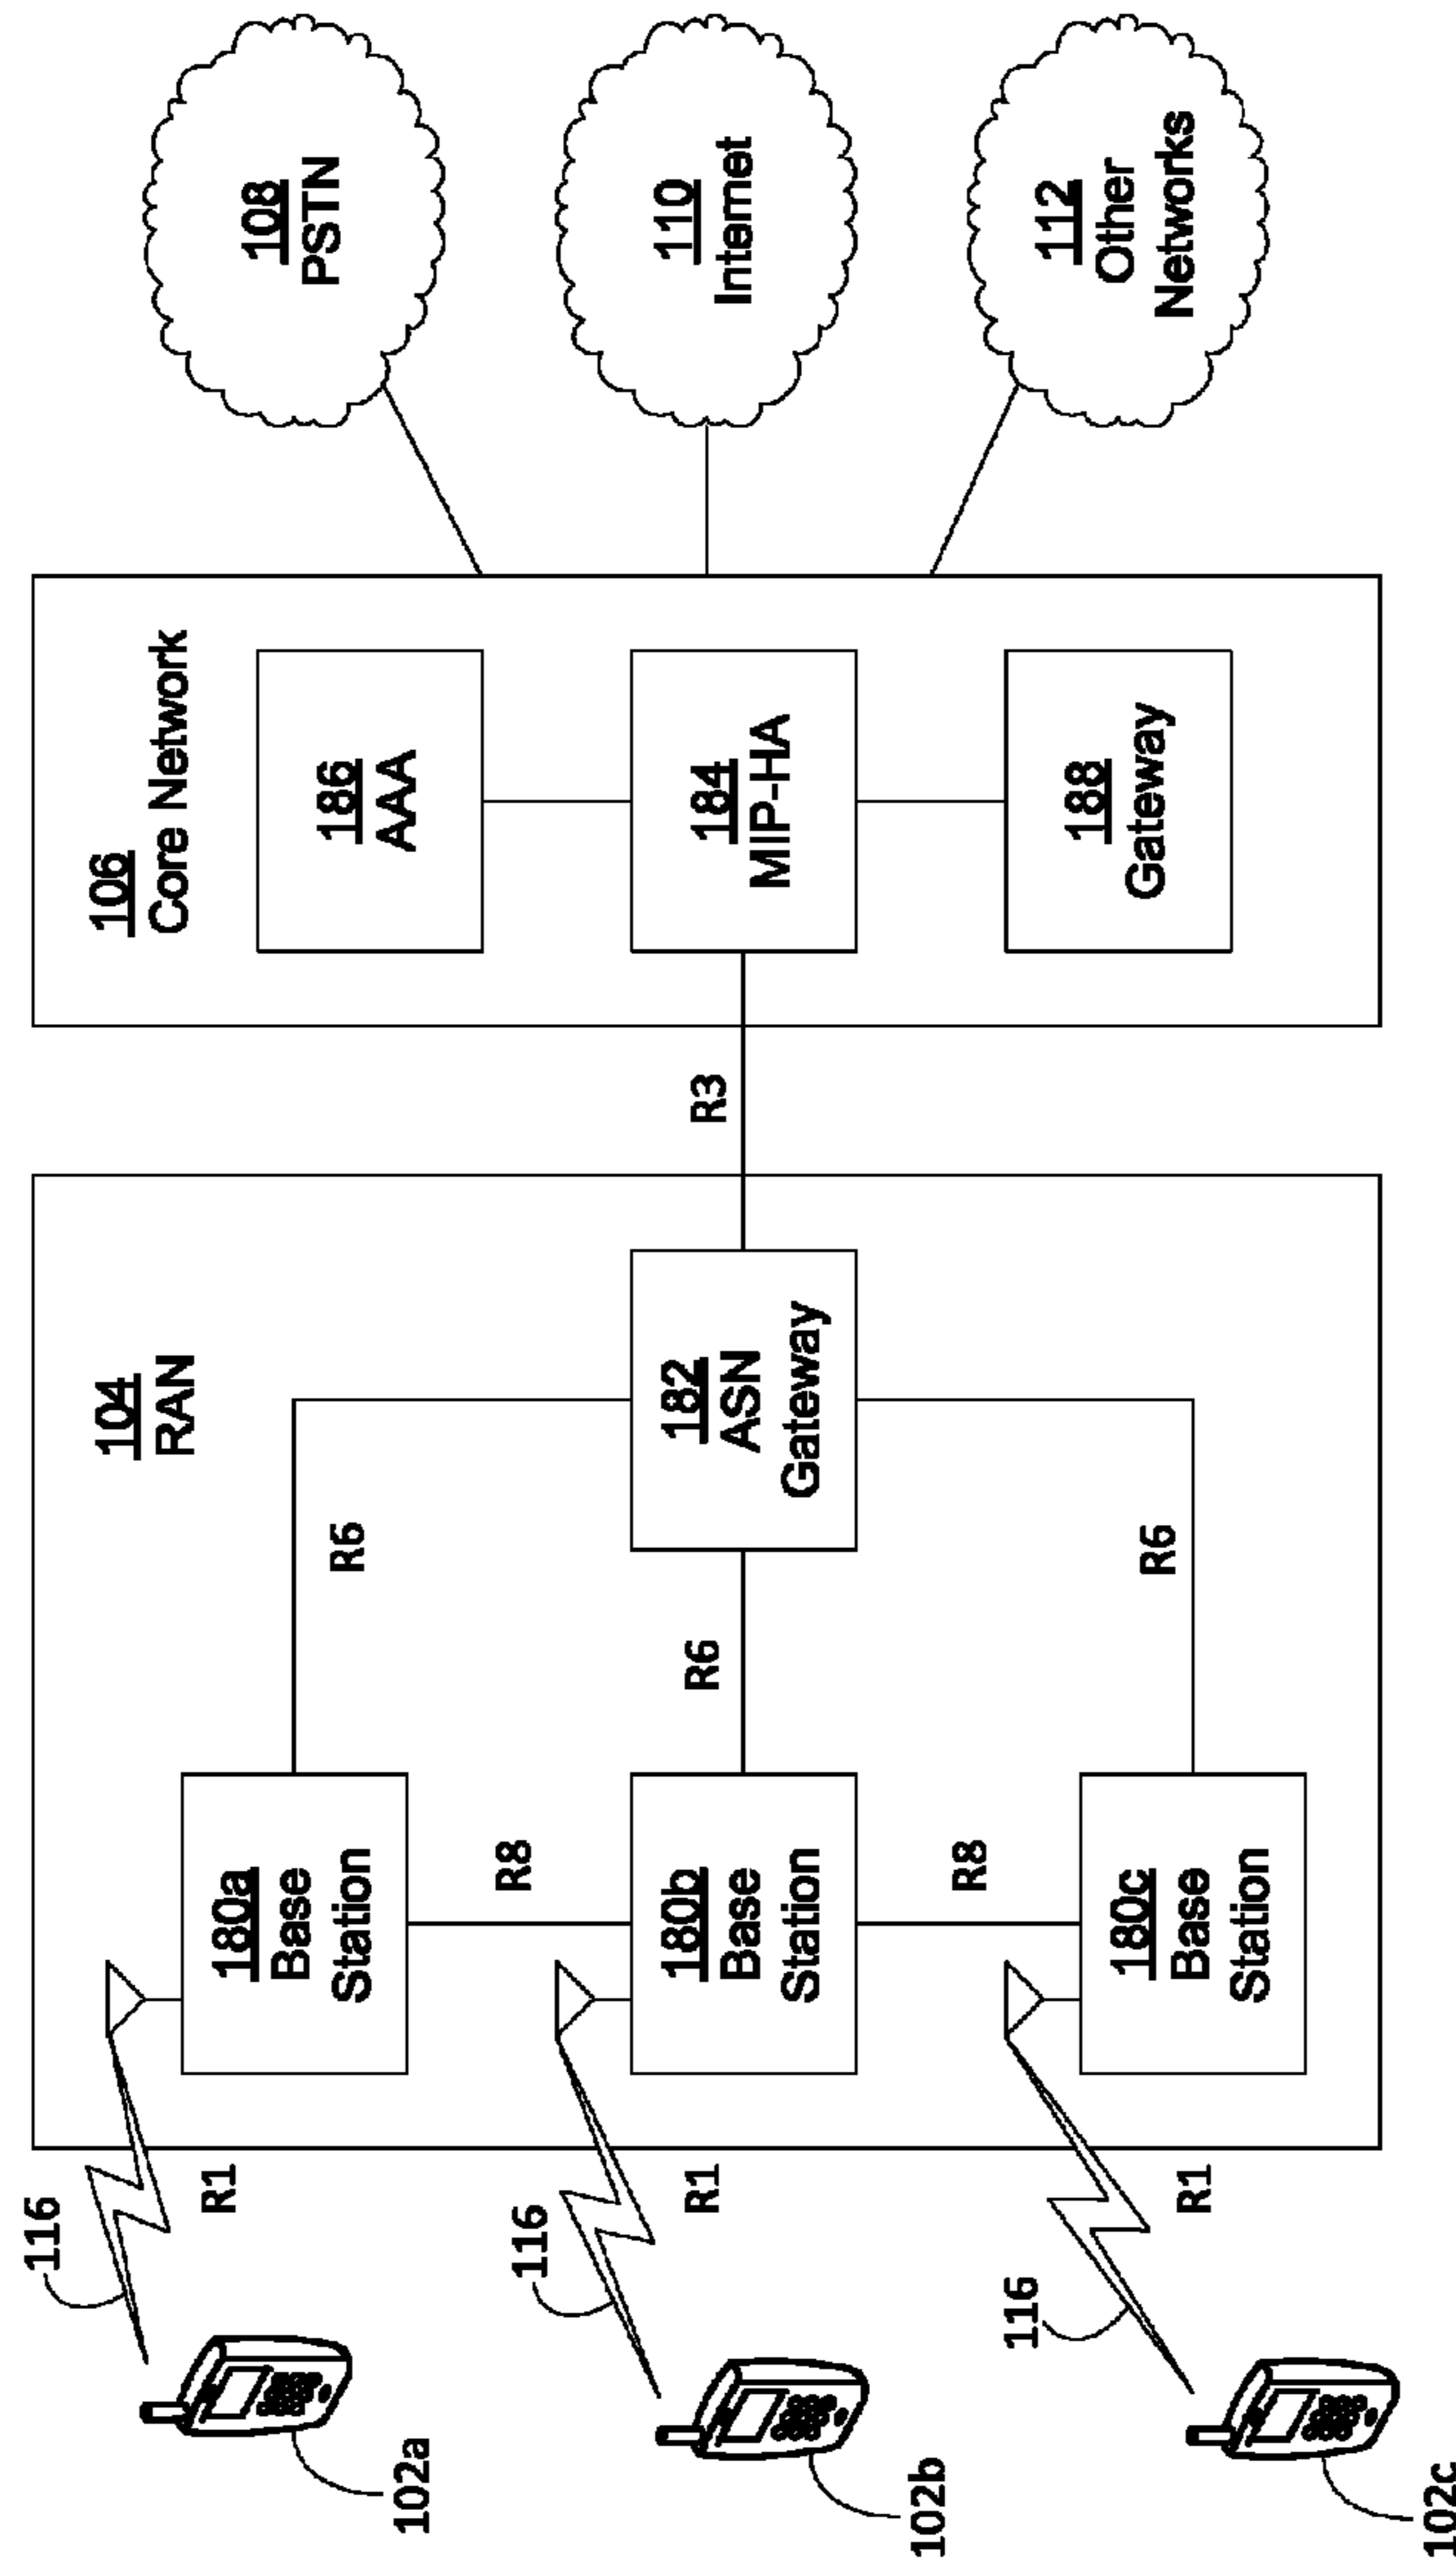 116
102a
R1
180a
Base
Station
R8
116
102b
R1
180b
Base
Station
R8
116
102c
R1
180c
Base
Station
104
RAN
R6
R6
R6
182
ASN
Gateway
R3
106
Core Network
186
AAA
184
MIP-HA
188
Gateway
108
PSTN
110
Internet
112
Other
Networks